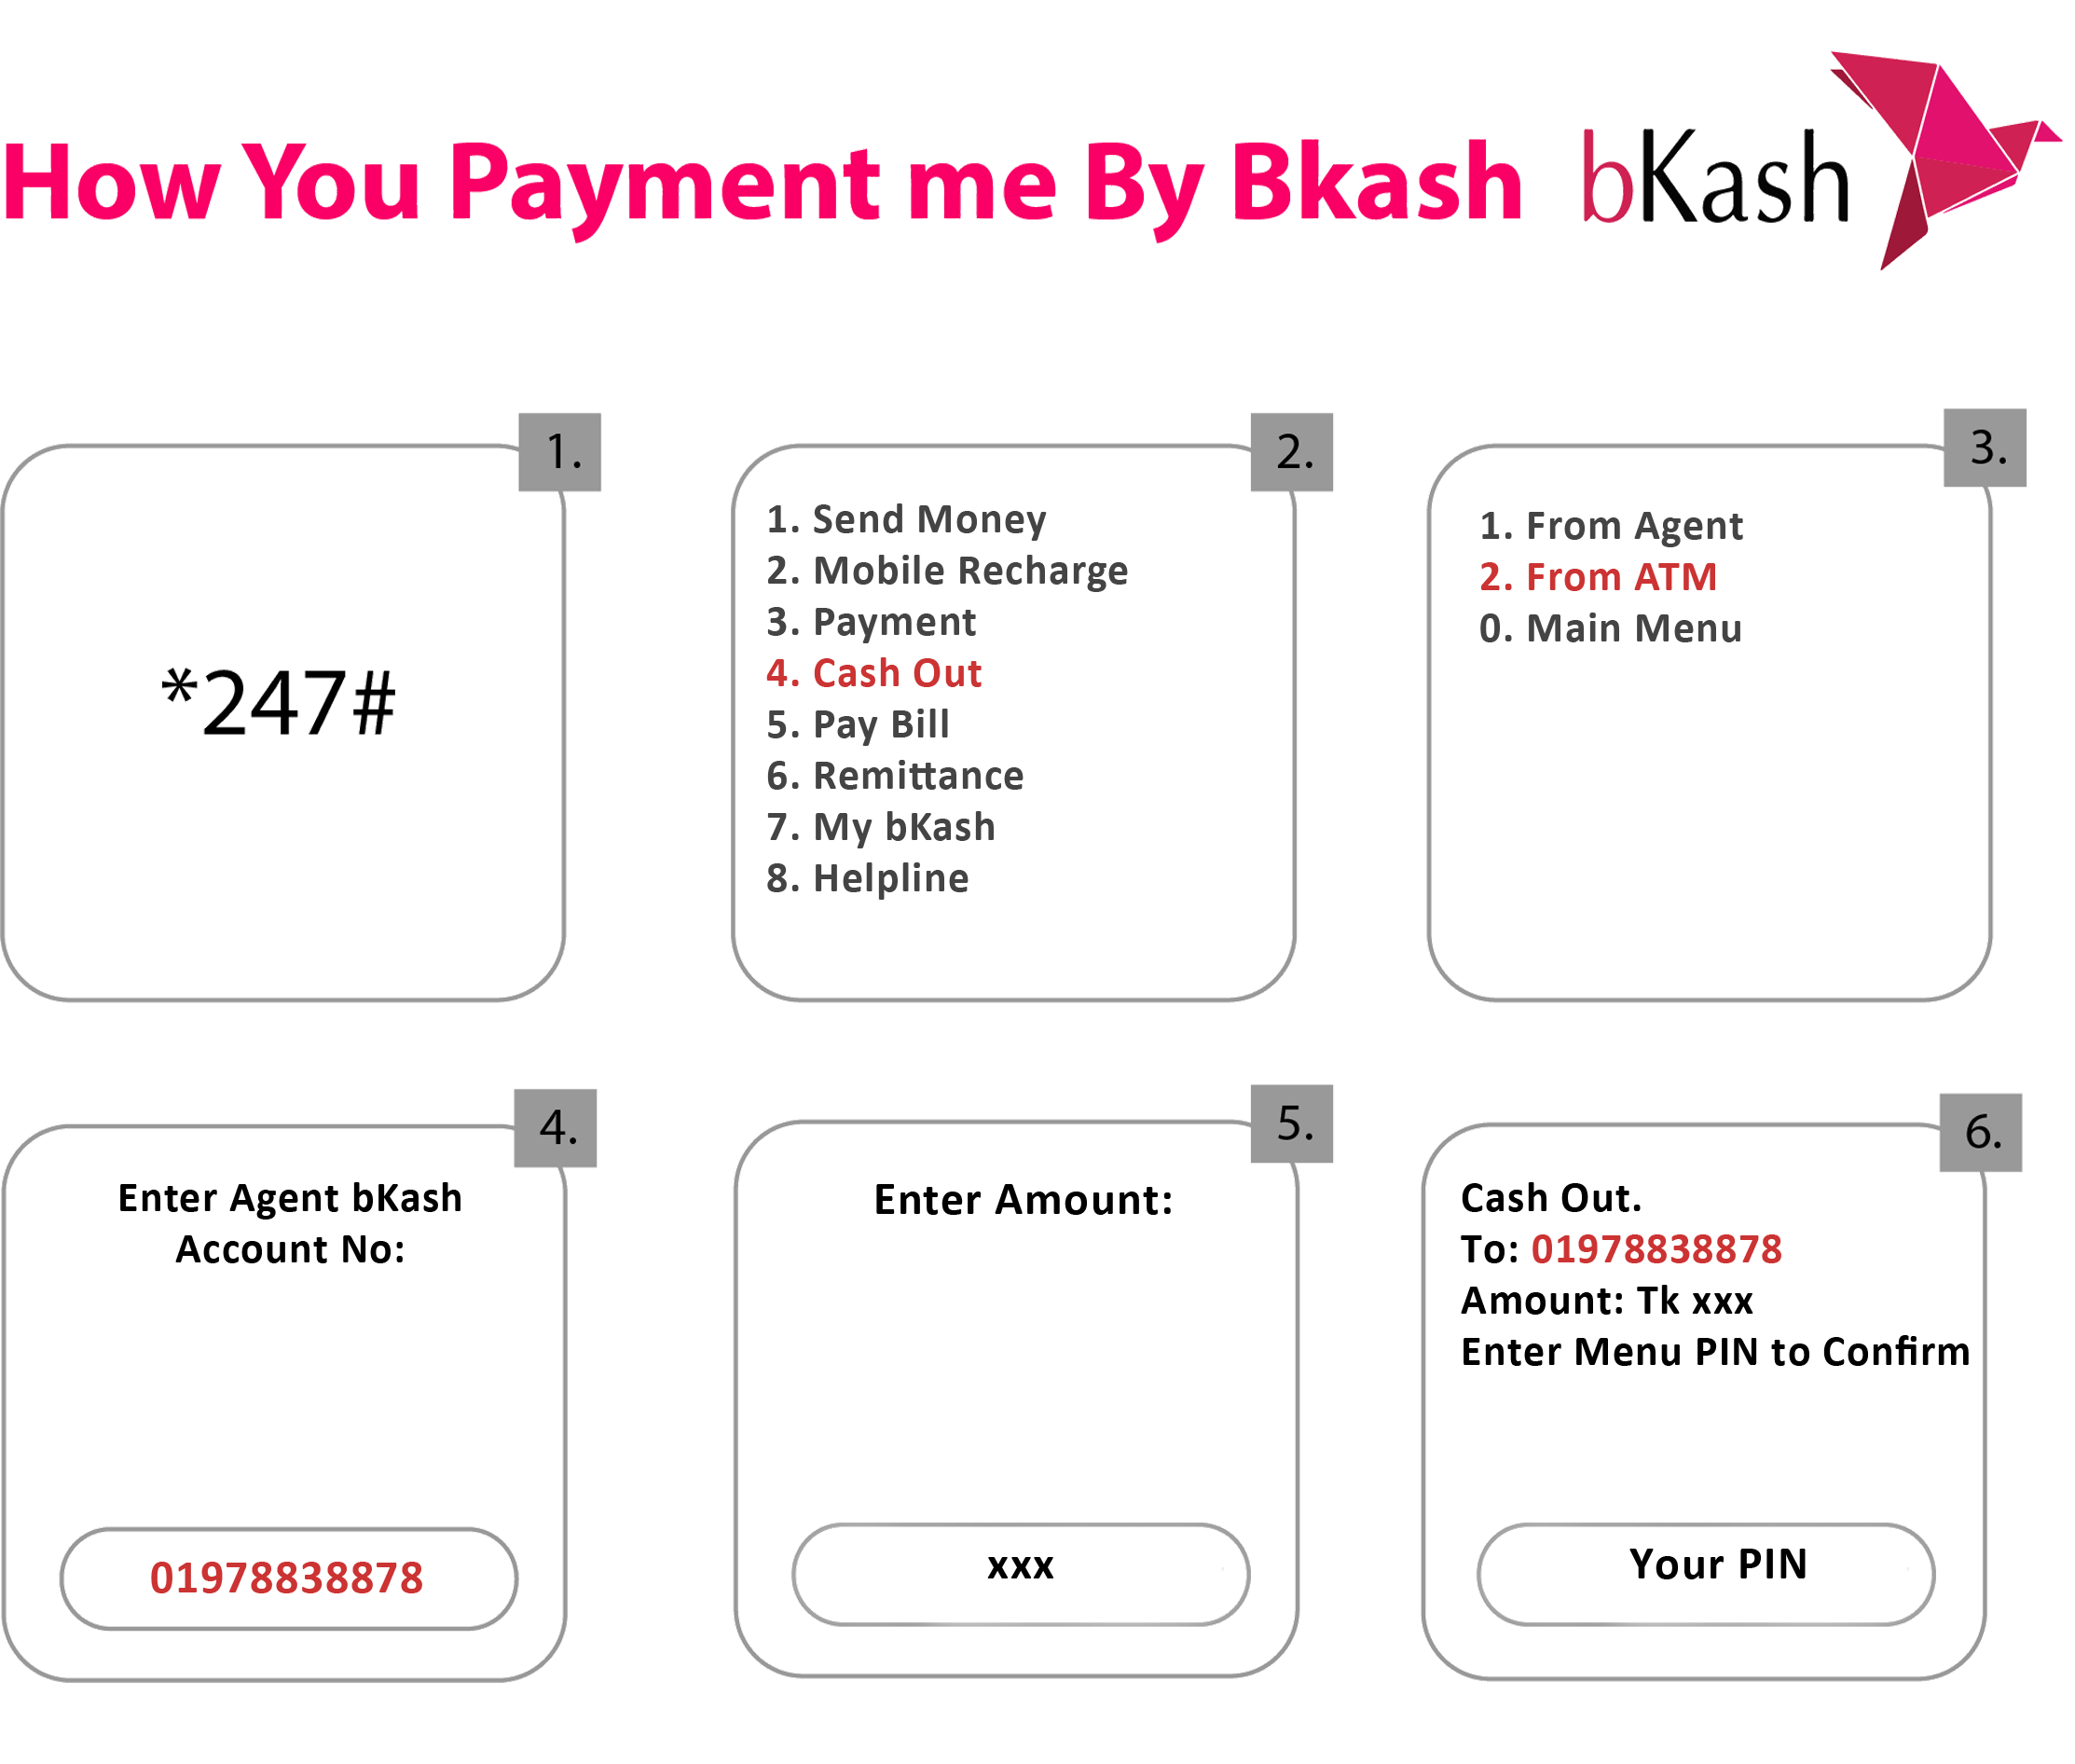 How You Payment me By Bkash bKash
1.
*247#
2.
1. Send Money
2. Mobile Recharge
3. Payment
4. Cash Out
5. Pay Bill
6. Remittance
7. My bKash
8. Helpline
3.
1. From Agent
2. From ATM
0. Main Menu
4.
Enter Agent bKash
Account No:
01978838878
5.
Enter Amount:
xxx
6.
Cash Out.
To: 01978838878
Amount: Tk xxx
Enter Menu PIN to Confirm
Your PIN